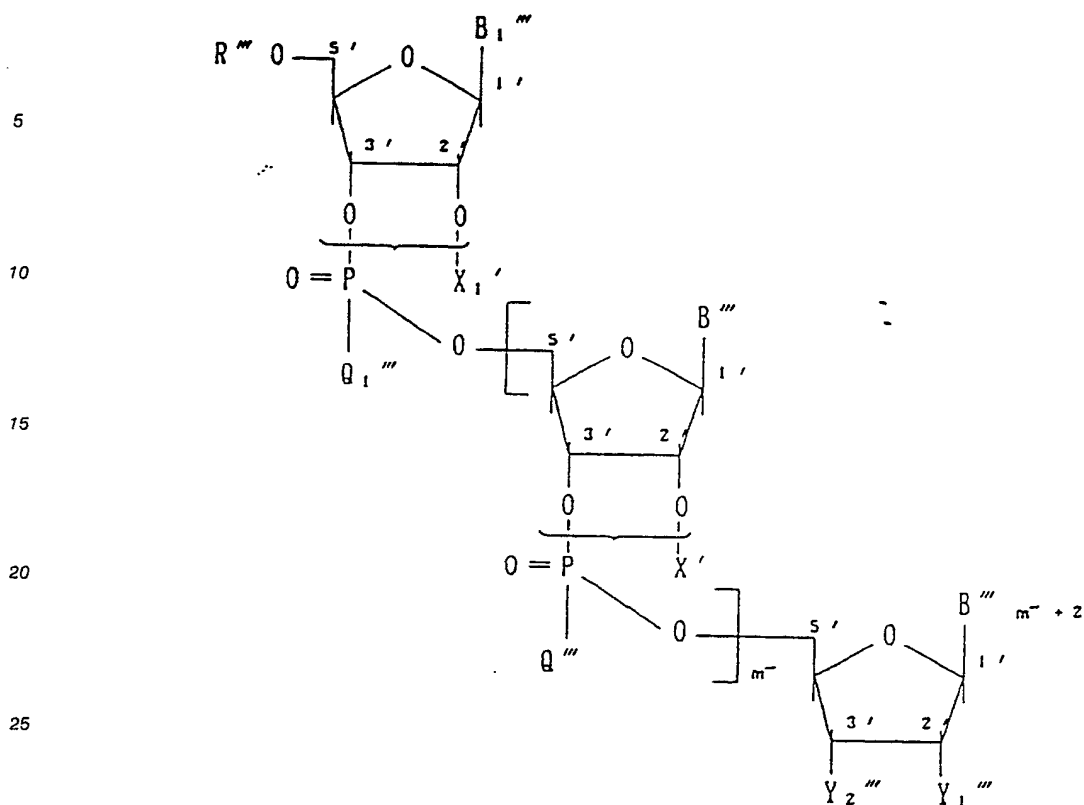 B₁‴
R‴ O 5′ O
1′
5
3′ 2′
O O
10
O=P X₁′
B‴
O 5′ O
Q₁‴ 1′
15
3′ 2′
O O
20
O=P X′
B‴ m⁻ + 2
O 5′ O
Q‴ m⁻ 1′
25
3′ 2′
Y₂‴ Y₁‴